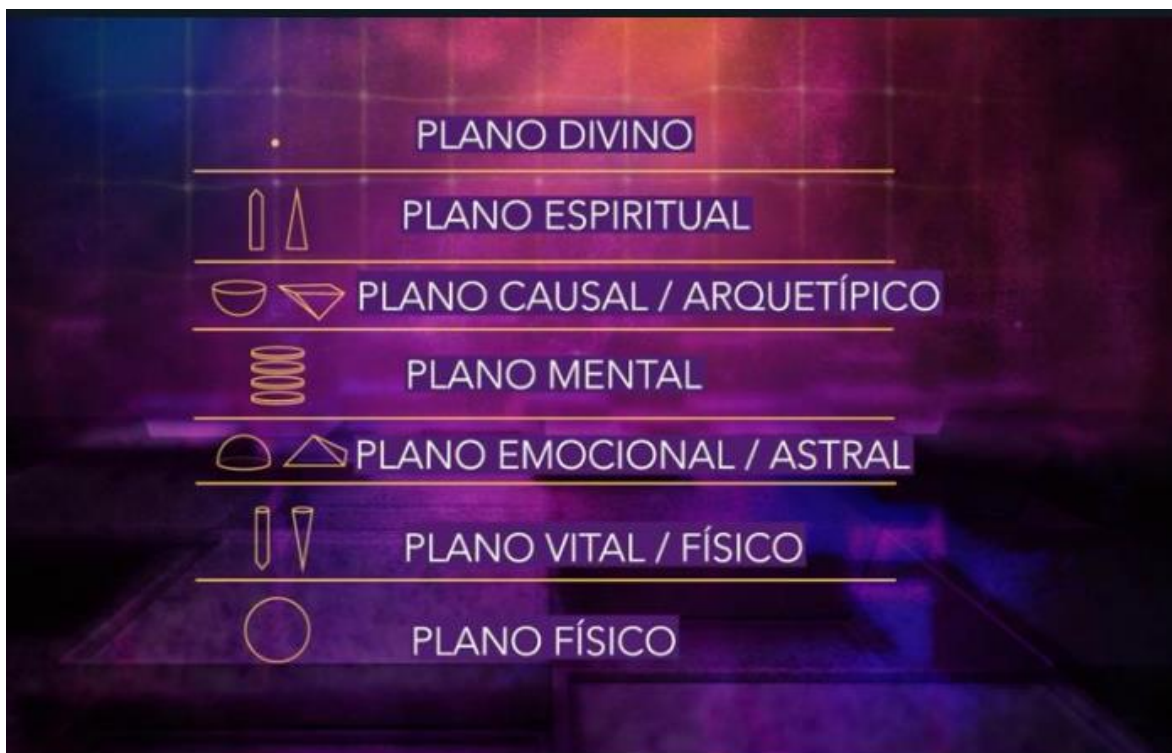 PLANO DIVINO
PLANO ESPIRITUAL
PLANO CAUSAL / ARQUETÍPICO
PLANO MENTAL
PLANO EMOCIONAL / ASTRAL
PLANO VITAL / FÍSICO
PLANO FÍSICO